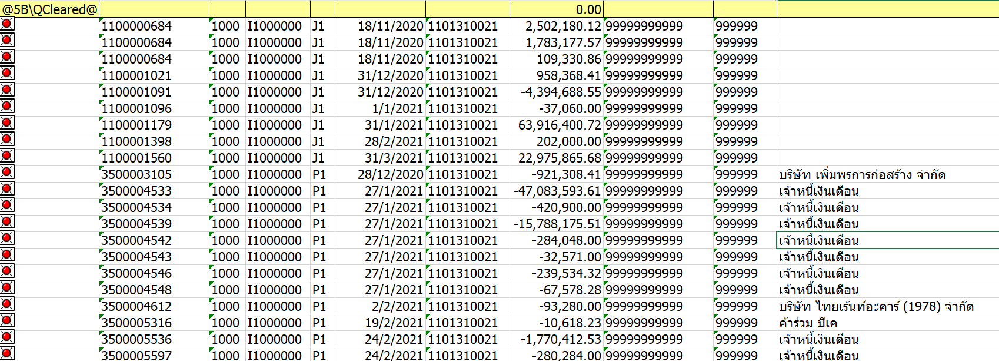 @5B\QCleared@ 0.00
1100000684 1000 I1000000 J1 18/11/2020 1101310021 2,502,180.12 99999999999 999999
1100000684 1000 I1000000 J1 18/11/2020 1101310021 1,783,177.57 99999999999 999999
1100000684 1000 I1000000 J1 18/11/2020 1101310021 109,330.86 99999999999 999999
1100001021 1000 I1000000 J1 31/12/2020 1101310021 958,368.41 99999999999 999999
1100001091 1000 I1000000 J1 31/12/2020 1101310021 -4,394,688.55 99999999999 999999
1100001096 1000 I1000000 J1 1/1/2021 1101310021 -37,060.00 99999999999 999999
1100001179 1000 I1000000 J1 31/1/2021 1101310021 63,916,400.72 99999999999 999999
1100001398 1000 I1000000 J1 28/2/2021 1101310021 202,000.00 99999999999 999999
1100001560 1000 I1000000 J1 31/3/2021 1101310021 22,975,865.68 99999999999 999999
3500003105 1000 I1000000 P1 28/12/2020 1101310021 -921,308.41 99999999999 999999 บริษัท เพิ่มพรการก่อสร้าง จำกัด
3500004533 1000 I1000000 P1 27/1/2021 1101310021 -47,083,593.61 99999999999 999999 เจ้าหนี้เงินเดือน
3500004534 1000 I1000000 P1 27/1/2021 1101310021 -420,900.00 99999999999 999999 เจ้าหนี้เงินเดือน
3500004539 1000 I1000000 P1 27/1/2021 1101310021 -15,788,175.51 99999999999 999999 เจ้าหนี้เงินเดือน
3500004542 1000 I1000000 P1 27/1/2021 1101310021 -284,048.00 99999999999 999999 เจ้าหนี้เงินเดือน
3500004543 1000 I1000000 P1 27/1/2021 1101310021 -32,571.00 99999999999 999999 เจ้าหนี้เงินเดือน
3500004546 1000 I1000000 P1 27/1/2021 1101310021 -239,534.32 99999999999 999999 เจ้าหนี้เงินเดือน
3500004548 1000 I1000000 P1 27/1/2021 1101310021 -67,578.28 99999999999 999999 เจ้าหนี้เงินเดือน
3500004612 1000 I1000000 P1 2/2/2021 1101310021 -93,280.00 99999999999 999999 บริษัท ไทยเร้นท์อะคาร์ (1978) จำกัด
3500005316 1000 I1000000 P1 19/2/2021 1101310021 -10,618.23 99999999999 999999 ค้าร่วม บีเค
3500005536 1000 I1000000 P1 24/2/2021 1101310021 -1,770,412.53 99999999999 999999 เจ้าหนี้เงินเดือน
3500005597 1000 I1000000 P1 24/2/2021 1101310021 -280,284.00 99999999999 999999 เจ้าหนี้เงินเดือน